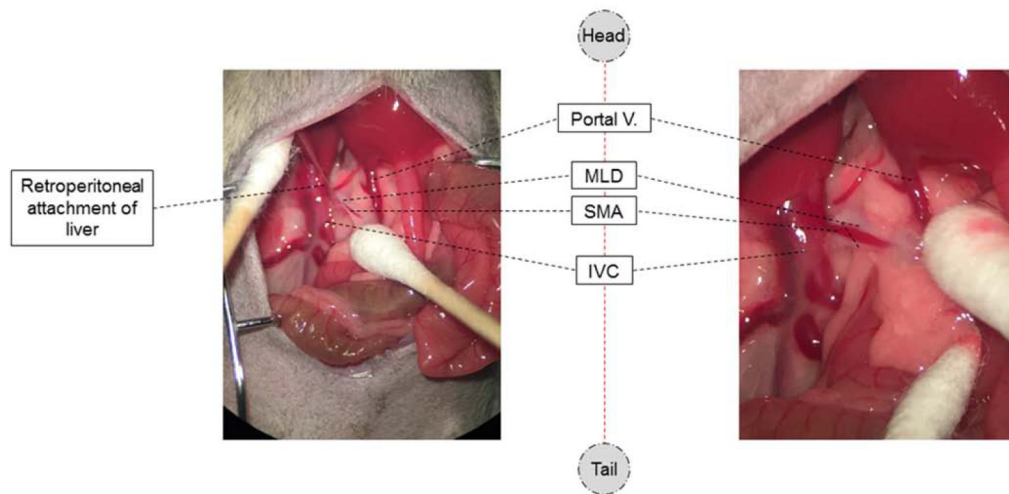 Head
Portal V.
MLD
SMA
IVC
Retroperitoneal
attachment of
liver
Tail